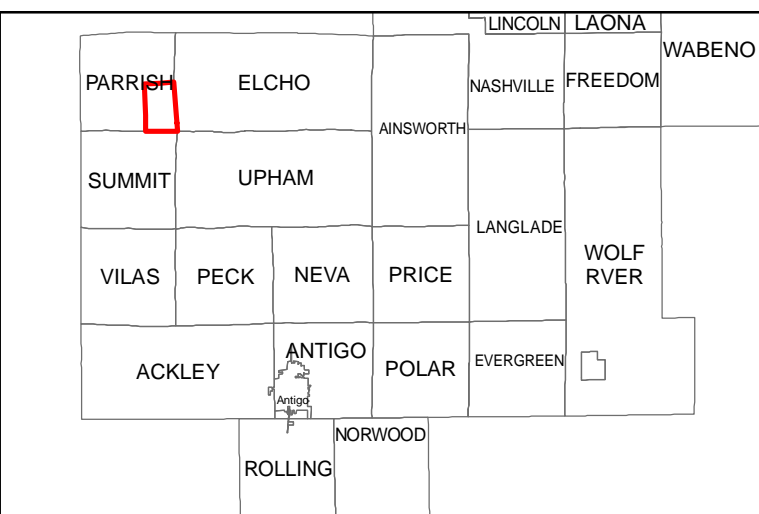 LINCOLN LAONA
WABENO
PARRISH ELCHO NASHVILLE FREEDOM
AINSWORTH
SUMMIT UPHAM
LANGLADE
WOLF
RVER
VILAS PECK NEVA PRICE
ANTIGO
ACKLEY POLAR EVERGREEN
Antigo
NORWOOD
ROLLING